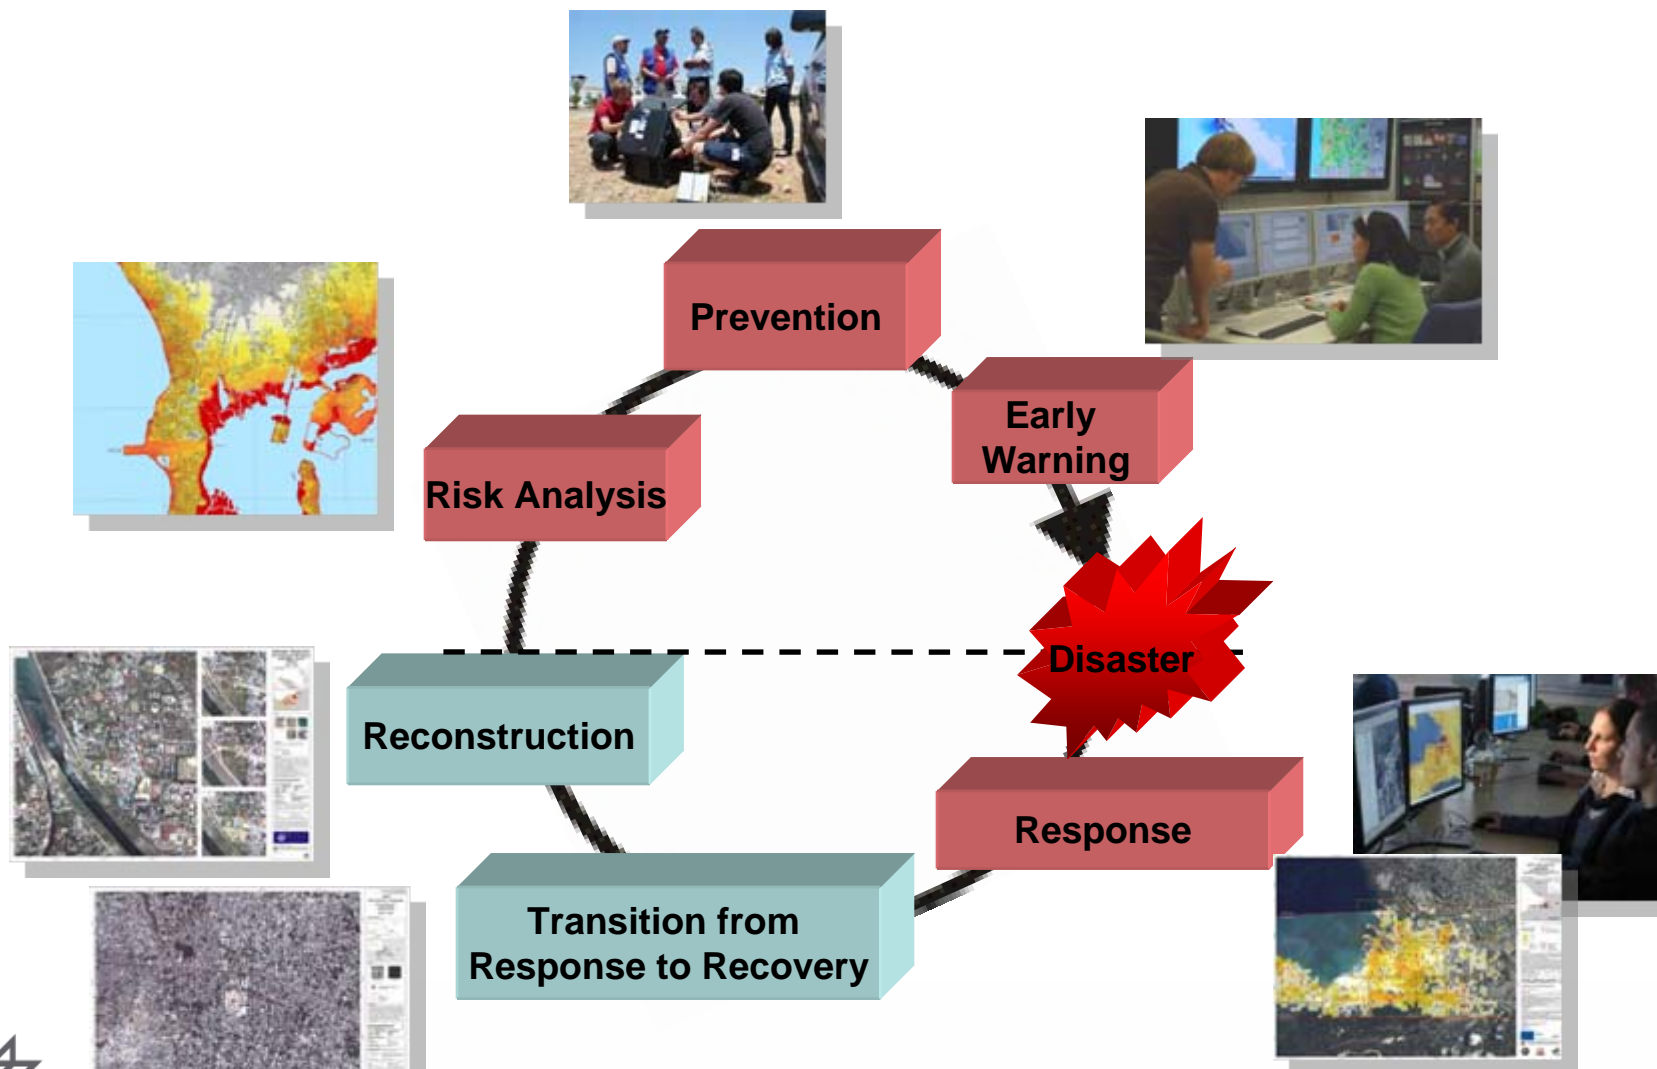 Prevention
Early
Warning
Risk Analysis
Disaster
Reconstruction
Response
Transition from
Response to Recovery